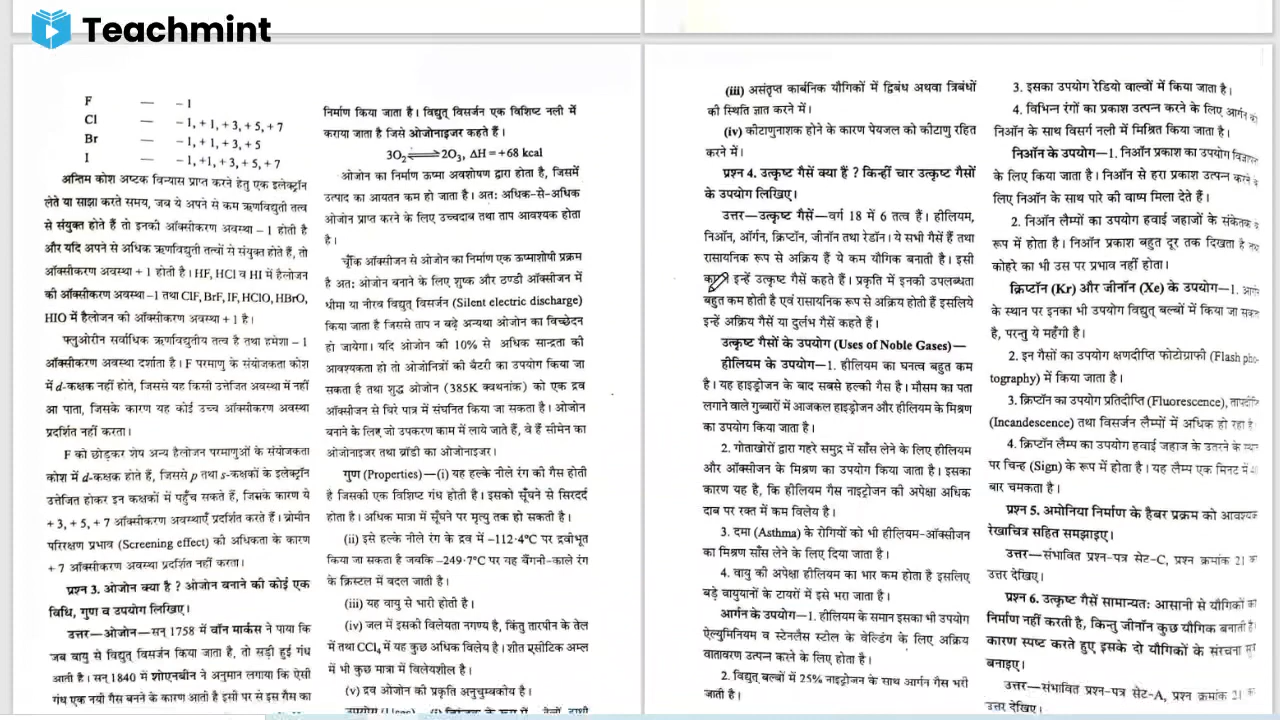 Teachmint
F — – 1
Cl — – 1, + 1, + 3, + 5, + 7
Br — – 1, + 1, + 3, + 5
I — – 1, +1, + 3, + 5, + 7
अन्तिम कोश अष्टक विन्यास प्राप्त करने हेतु एक इलेक्ट्रॉन
लेते या साझा करते समय, जब ये अपने से कम ऋणविद्युती तत्व
से संयुक्त होते हैं तो इनकी ऑक्सीकरण अवस्था – 1 होती है
और यदि अपने से अधिक ऋणविद्युती तत्वों से संयुक्त होते हैं, तो
ऑक्सीकरण अवस्था + 1 होती है। HF, HCl व HI में हैलोजन
की ऑक्सीकरण अवस्था –1 तथा ClF, BrF, IF, HClO, HBrO,
HIO में हैलोजन की ऑक्सीकरण अवस्था + 1 है।
फ्लुओरीन सर्वाधिक ऋणविद्युतीय तत्व है तथा हमेशा – 1
ऑक्सीकरण अवस्था दर्शाता है। F परमाणु के संयोजकता कोश
में d-कक्षक नहीं होते, जिससे यह किसी उत्तेजित अवस्था में नहीं
आ पाता, जिसके कारण यह कोई उच्च ऑक्सीकरण अवस्था
प्रदर्शित नहीं करता।
F को छोड़कर शेष अन्य हैलोजन परमाणुओं के संयोजकता
कोश में d-कक्षक होते हैं, जिससे p तथा s-कक्षकों के इलेक्ट्रॉन
उत्तेजित होकर इन कक्षकों में पहुँच सकते हैं, जिसके कारण ये
+ 3, + 5, + 7 ऑक्सीकरण अवस्थाएँ प्रदर्शित करते हैं। ब्रोमीन
परिरक्षण प्रभाव (Screening effect) की अधिकता के कारण
+ 7 ऑक्सीकरण अवस्था प्रदर्शित नहीं करता।
प्रश्न 3. ओजोन क्या है ? ओजोन बनाने की कोई एक
विधि, गुण व उपयोग लिखिए।
उत्तर—ओजोन—सन् 1758 में वॉन मार्कस ने पाया कि
जब वायु से विद्युत विसर्जन किया जाता है, तो सड़ी हुई गंध
आती है। सन् 1840 में शोएनबीन ने अनुमान लगाया कि ऐसी
गंध एक नयी गैस बनने के कारण आती है इसी पर से इस गैस का
निर्माण किया जाता है। विद्युत् विसर्जन एक विशिष्ट नली में
कराया जाता है जिसे ओजोनाइजर कहते हैं।
3O₂ ⇌ 2O₃, ΔH = +68 kcal
ओजोन का निर्माण ऊष्मा अवशोषण द्वारा होता है, जिसमें
उत्पाद का आयतन कम हो जाता है। अतः अधिक-से-अधिक
ओजोन प्राप्त करने के लिए उच्चदाब तथा ताप आवश्यक होता
है।
चूँकि ऑक्सीजन से ओजोन का निर्माण एक ऊष्माशोषी प्रक्रम
है अतः ओजोन बनाने के लिए शुष्क और ठण्डी ऑक्सीजन में
धीमा या नीरव विद्युत विसर्जन (Silent electric discharge)
किया जाता है जिससे ताप न बढ़े अन्यथा ओजोन का विच्छेदन
हो जायेगा। यदि ओजोन की 10% से अधिक सान्द्रता की
आवश्यकता हो तो ओजोनित्रों की बैटरी का उपयोग किया जा
सकता है तथा शुद्ध ओजोन (385K क्वथनांक) को एक द्रव
ऑक्सीजन से घिरे पात्र में संघनित किया जा सकता है। ओजोन
बनाने के लिए जो उपकरण काम में लाये जाते हैं, वे हैं सीमेन का
ओजोनाइजर तथा ब्रॉडी का ओजोनाइजर।
गुण (Properties)—(i) यह हल्के नीले रंग की गैस होती
है जिसकी एक विशिष्ट गंध होती है। इसको सूँघने से सिरदर्द
होता है। अधिक मात्रा में सूँघने पर मृत्यु तक हो सकती है।
(ii) इसे हल्के नीले रंग के द्रव में –112·4°C पर द्रवीभूत
किया जा सकता है जबकि –249·7°C पर यह बैंगनी-काले रंग
के क्रिस्टल में बदल जाती है।
(iii) यह वायु से भारी होती है।
(iv) जल में इसकी विलेयता नगण्य है, किंतु तारपीन के तेल
में तथा CCl₄ में यह कुछ अधिक विलेय है। शीत एसीटिक अम्ल
में भी कुछ मात्रा में विलेयशील है।
(v) द्रव ओजोन की प्रकृति अनुचुम्बकीय है।
उपयोग (Uses)
(iii) असंतृप्त कार्बनिक यौगिकों में द्विबंध अथवा त्रिबंधों
की स्थिति ज्ञात करने में।
(iv) कीटाणुनाशक होने के कारण पेयजल को कीटाणु रहित
करने में।
प्रश्न 4. उत्कृष्ट गैसें क्या हैं ? किन्हीं चार उत्कृष्ट गैसों
के उपयोग लिखिए।
उत्तर—उत्कृष्ट गैसें—वर्ग 18 में 6 तत्व हैं। हीलियम,
निऑन, ऑर्गन, क्रिप्टॉन, जीनॉन तथा रेडॉन। ये सभी गैसें हैं तथा
रासायनिक रूप से अक्रिय हैं ये कम यौगिक बनाती है। इसी
इन्हें उत्कृष्ट गैसें कहते हैं। प्रकृति में इनकी उपलब्धता
बहुत कम होती है एवं रासायनिक रूप से अक्रिय होती हैं इसलिये
इन्हें अक्रिय गैसें या दुर्लभ गैसें कहते हैं।
उत्कृष्ट गैसों के उपयोग (Uses of Noble Gases)—
हीलियम के उपयोग—1. हीलियम का घनत्व बहुत कम
है। यह हाइड्रोजन के बाद सबसे हल्की गैस है। मौसम का पता
लगाने वाले गुब्बारों में आजकल हाइड्रोजन और हीलियम के मिश्रण
का उपयोग किया जाता है।
2. गोताखोरों द्वारा गहरे समुद्र में साँस लेने के लिए हीलियम
और ऑक्सीजन के मिश्रण का उपयोग किया जाता है। इसका
कारण यह है, कि हीलियम गैस नाइट्रोजन की अपेक्षा अधिक
दाब पर रक्त में कम विलेय है।
3. दमा (Asthma) के रोगियों को भी हीलियम-ऑक्सीजन
का मिश्रण साँस लेने के लिए दिया जाता है।
4. वायु की अपेक्षा हीलियम का भार कम होता है इसलिए
बड़े वायुयानों के टायरों में इसे भरा जाता है।
आर्गन के उपयोग—1. हीलियम के समान इसका भी उपयोग
ऐल्युमिनियम व स्टेनलैस स्टील के वेल्डिंग के लिए अक्रिय
वातावरण उत्पन्न करने के लिए होता है।
2. विद्युत बल्बों में 25% नाइट्रोजन के साथ आर्गन गैस भरी
जाती है।
3. इसका उपयोग रेडियो वाल्वों में किया जाता है।
4. विभिन्न रंगों का प्रकाश उत्पन्न करने के लिए आर्गन को
निऑन के साथ विसर्ग नली में मिश्रित किया जाता है।
निऑन के उपयोग—1. निऑन प्रकाश का उपयोग
के लिए किया जाता है। निऑन से हरा प्रकाश उत्पन्न करने के
लिए निऑन के साथ पारे की वाष्प मिला देते हैं।
2. निऑन लैम्पों का उपयोग हवाई जहाजों के संकेतक
रूप में होता है। निऑन प्रकाश बहुत दूर तक दिखता है
कोहरे का भी उस पर प्रभाव नहीं होता।
क्रिप्टॉन (Kr) और जीनॉन (Xe) के उपयोग—1.
के स्थान पर इनका भी उपयोग विद्युत् बल्बों में किया जा
है, परन्तु ये महँगी है।
2. इन गैसों का उपयोग क्षणदीप्ति फोटोग्राफी (Flash pho-
tography) में किया जाता है।
3. क्रिप्टॉन का उपयोग प्रतिदीप्ति (Fluorescence),
(Incandescence) तथा विसर्जन लैम्पों में अधिक हो रहा है
4. क्रिप्टॉन लैम्प का उपयोग हवाई जहाज के उतरने के
पर चिन्ह (Sign) के रूप में होता है। यह लैम्प एक मिनट में
बार चमकता है।
प्रश्न 5. अमोनिया निर्माण के हैबर प्रक्रम को
रेखाचित्र सहित समझाइए।
उत्तर—संभावित प्रश्न-पत्र सेट-C, प्रश्न क्रमांक 21 का
उत्तर देखिए।
प्रश्न 6. उत्कृष्ट गैसें सामान्यतः आसानी से यौगिकों का
निर्माण नहीं करती है, किन्तु जीनॉन कुछ यौगिक बनाती है
कारण स्पष्ट करते हुए इसके दो यौगिकों के संरचना
बनाइए।
उत्तर—संभावित प्रश्न-पत्र सेट-A, प्रश्न क्रमांक 21
उत्तर देखिए।